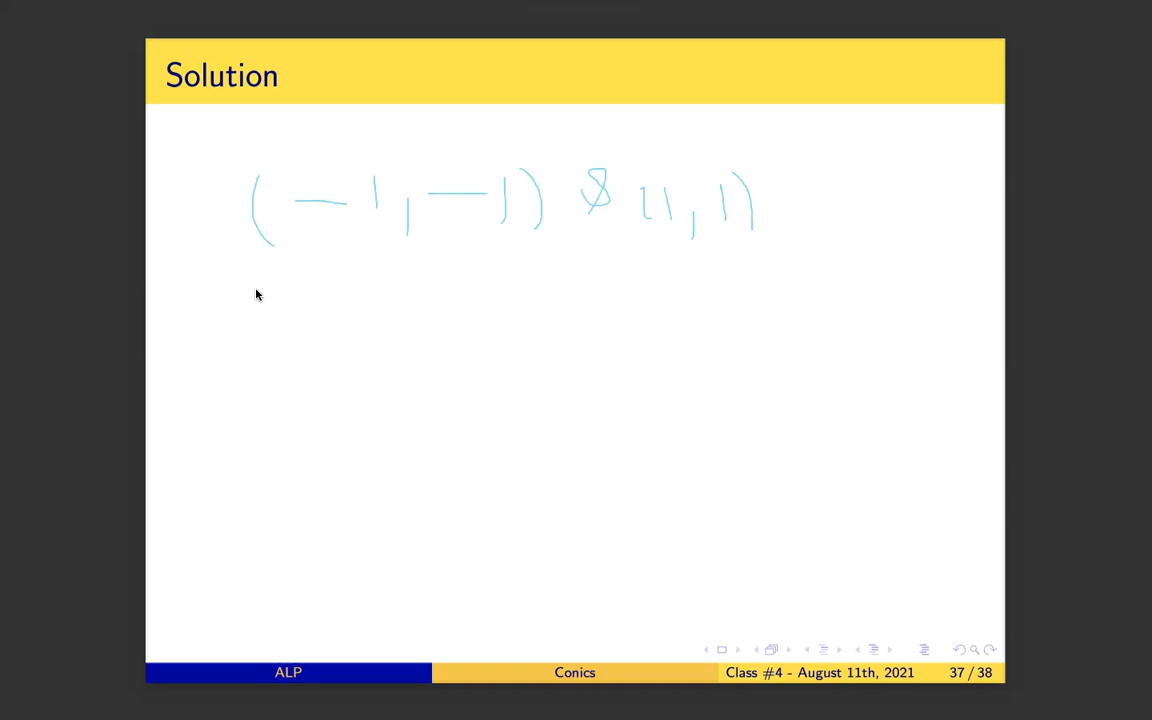 Solution
(-1, -1) & (1, 1)
ALP Conics Class #4 - August 11th, 2021 37 / 38